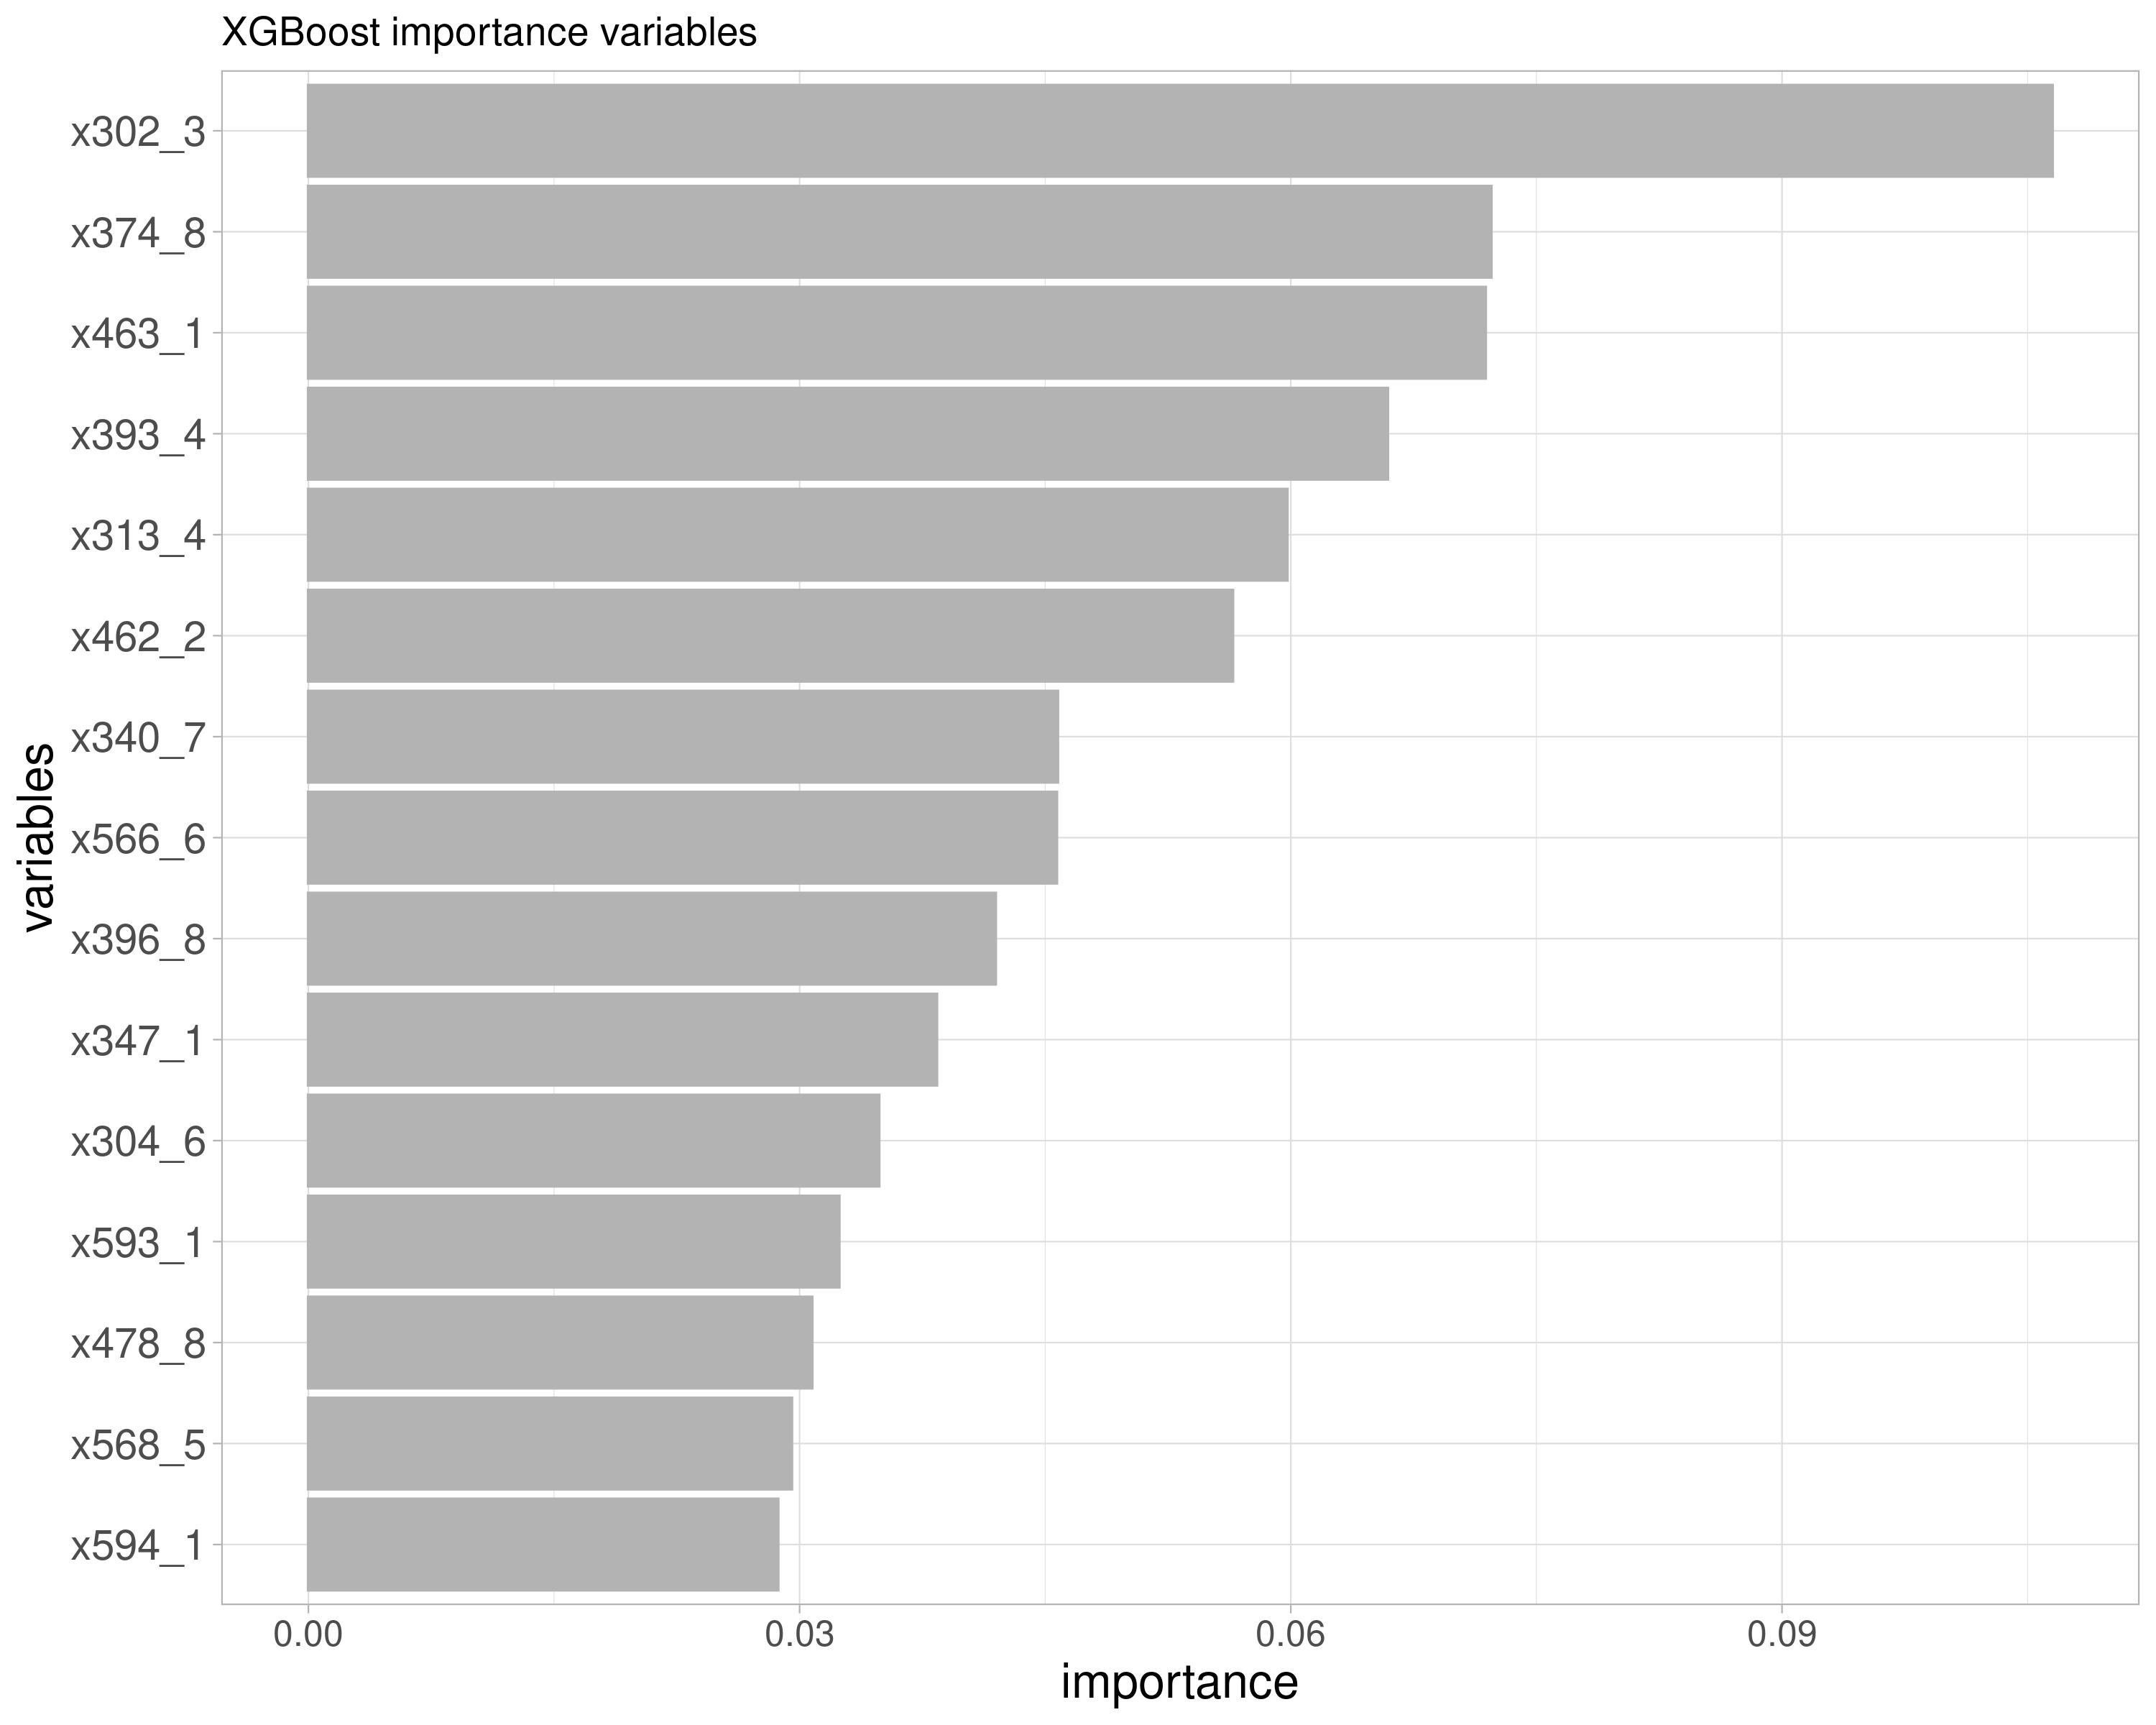 XGBoost importance variables
x302_3
x374_8
x463_1
x393_4
x313_4
x462_2
x340_7
x566_6
x396_8
x347_1
x304_6
x593_1
x478_8
x568_5
x594_1
variables
0.00 0.03 0.06 0.09
importance